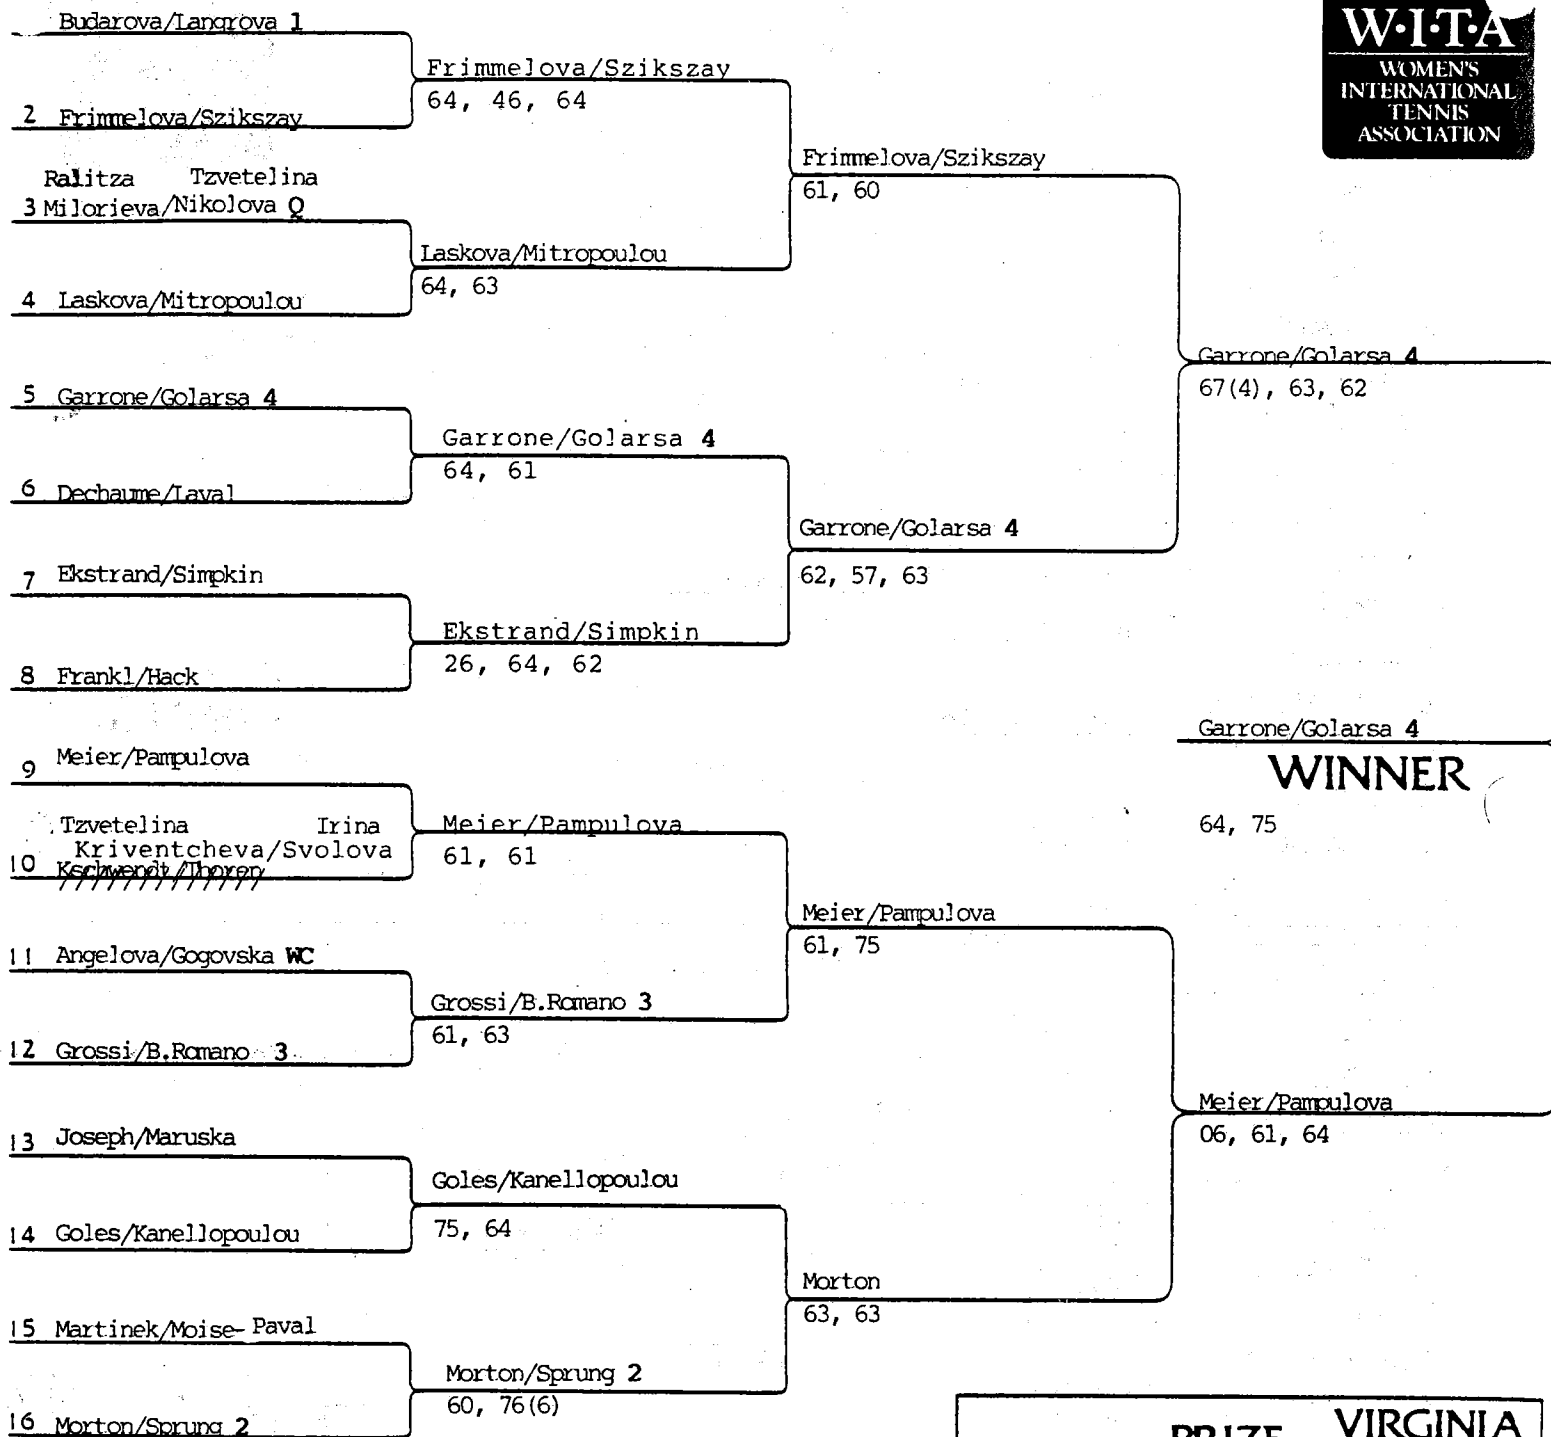 Budarova/Langrova 1
2 Frimmelova/Szikszay
Ralitza Tzvetelina
3 Milorieva/Nikolova Q
4 Laskova/Mitropoulou
5 Garrone/Golarsa 4
6 Dechaume/Laval
7 Ekstrand/Simpkin
8 Frankl/Hack
9 Meier/Pampulova
Tzvetelina Irina
Kriventcheva/Svolova
10 Kschwendt/Thoren
11 Angelova/Gogovska WC
12 Grossi/B.Romano 3
13 Joseph/Maruska
14 Goles/Kanellopoulou
15 Martinek/Moise-Paval
16 Morton/Sprung 2
Frimmelova/Szikszay
64, 46, 64
Laskova/Mitropoulou
64, 63
Garrone/Golarsa 4
64, 61
Ekstrand/Simpkin
26, 64, 62
Meier/Pampulova
61, 61
Grossi/B.Romano 3
61, 63
Goles/Kanellopoulou
75, 64
Morton/Sprung 2
60, 76(6)
Frimmelova/Szikszay
61, 60
Garrone/Golarsa 4
62, 57, 63
Meier/Pampulova
61, 75
Morton
63, 63
Garrone/Golarsa 4
67(4), 63, 62
Meier/Pampulova
06, 61, 64
Garrone/Golarsa 4
WINNER
64, 75
W·I·T·A
WOMEN'S
INTERNATIONAL
TENNIS
ASSOCIATION
PRIZE VIRGINIA